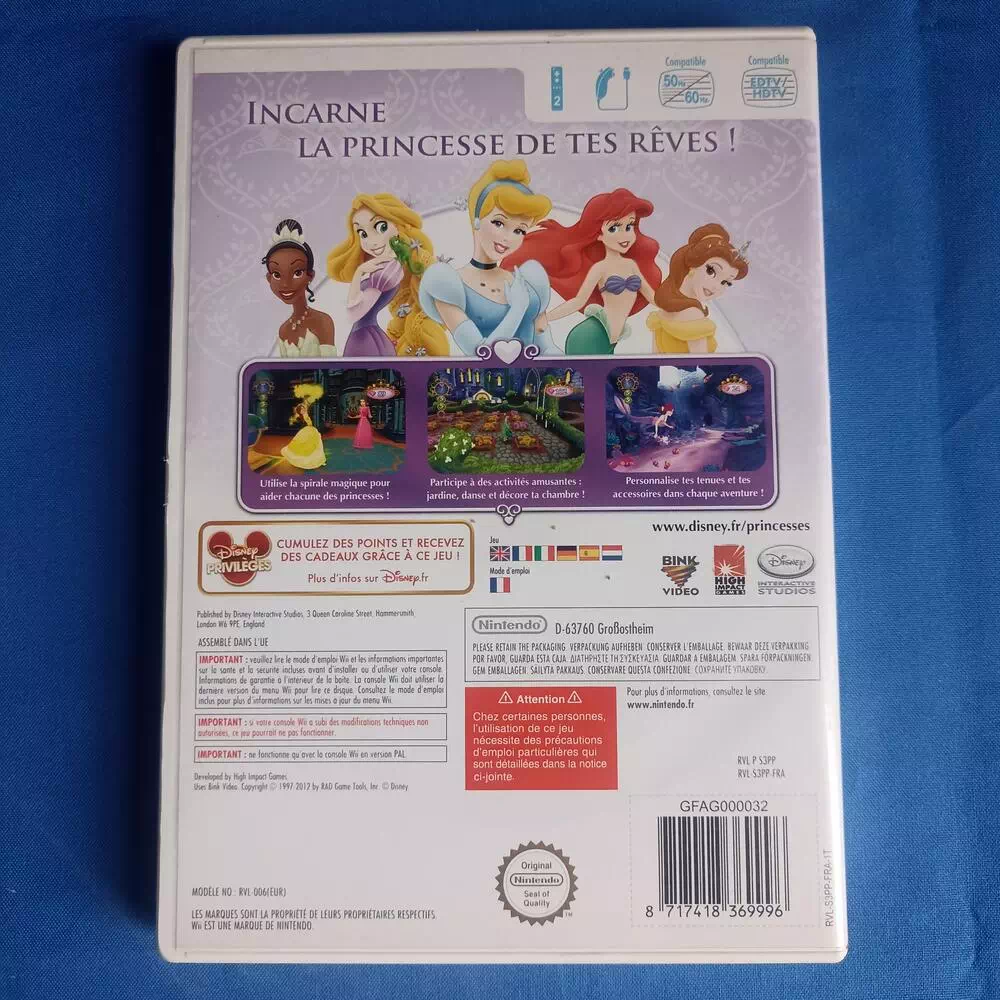 2
Compatible
50Hz
60Hz
Compatible
EDTV/
HDTV
INCARNE
LA PRINCESSE DE TES RÊVES !
Utilise la spirale magique pour
aider chacune des princesses !
Participe à des activités amusantes :
jardine, danse et décore ta chambre !
Personnalise tes tenues et tes
accessoires dans chaque aventure !
www.disney.fr/princesses
Disney
PRIVILÈGES
CUMULEZ DES POINTS ET RECEVEZ
DES CADEAUX GRÂCE À CE JEU !
Plus d'infos sur Disney.fr
Jeu
Mode d'emploi
BINK
VIDEO
HIGH
IMPACT
GAMES
Disney
INTERACTIVE
STUDIOS
Published by Disney Interactive Studios, 3 Queen Caroline Street, Hammersmith,
London W6 9PE, England
ASSEMBLÉ DANS L'UE
IMPORTANT : veuillez lire le mode d'emploi Wii et les informations importantes
sur la santé et la sécurité incluses avant d'installer ou d'utiliser votre console.
Informations de garantie à l'interieur de la boîte. La console Wii doit utiliser la
dernière version du menu Wii pour lire ce disque. Consultez le mode d'emploi
inclus pour plus d'informations sur les mises a jour du menu Wii.
IMPORTANT : si votre console Wii a subi des modifications techniques non
autorisées, ce jeu pourrait ne pas fonctionner.
IMPORTANT : ne fonctionne qu'avec la console Wii en version PAL.
Developed by High Impact Games.
Uses Bink Video. Copyright © 1997-2012 by RAD Game Tools, Inc. © Disney
Nintendo D-63760 Großostheim
PLEASE RETAIN THE PACKAGING. VERPACKUNG AUFHEBEN. CONSERVER L'EMBALLAGE. BEWAAR DEZE VERPAKKING.
POR FAVOR, GUARDA ESTA CAJA. ΔΙΑΤΗΡΗΣΤΕ ΤΗ ΣΥΣΚΕΥΑΣΙΑ. GUARDAR A EMBALAGEM. SPARA FÖRPACKNINGEN.
GEM EMBALLAGEN. SÄILYTÄ PAKKAUS. CONSERVARE QUESTA CONFEZIONE. СОХРАНИТЕ УПАКОВКУ.
Attention
Chez certaines personnes,
l'utilisation de ce jeu
nécessite des précautions
d'emploi particulières qui
sont détaillées dans la notice
ci-jointe.
Pour plus d'informations, consultez le site
www.nintendo.fr
RVL P S3PP
RVL-S3PP-FRA
GFAG000032
8 717418 369996
RVL-S3PP-FRA-1T
Original
Nintendo
Seal of
Quality
TM
MODÈLE NO : RVL-006(EUR)
LES MARQUES SONT LA PROPRIÉTÉ DE LEURS PROPRIÉTAIRES RESPECTIFS.
Wii EST UNE MARQUE DE NINTENDO.